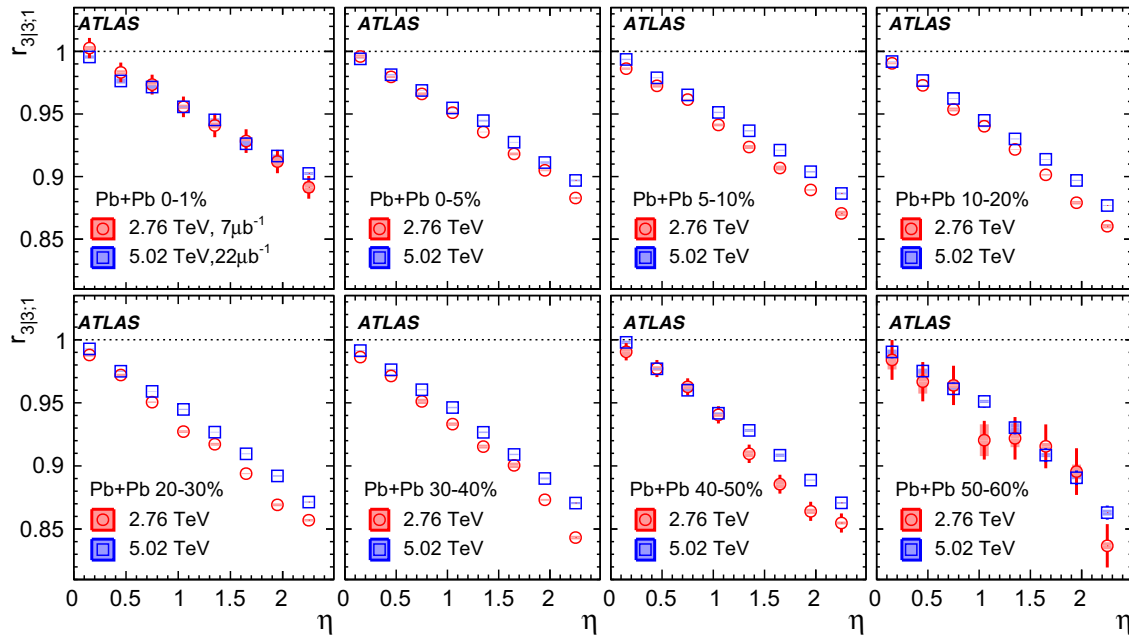 r3|3;1
ATLAS ATLAS ATLAS ATLAS
1
0.95
0.9
0.85
Pb+Pb 0-1% Pb+Pb 0-5% Pb+Pb 5-10% Pb+Pb 10-20%
2.76 TeV, 7μb-1 2.76 TeV 2.76 TeV 2.76 TeV
5.02 TeV,22μb-1 5.02 TeV 5.02 TeV 5.02 TeV
r3|3;1
ATLAS ATLAS ATLAS ATLAS
1
0.95
0.9
0.85
Pb+Pb 20-30% Pb+Pb 30-40% Pb+Pb 40-50% Pb+Pb 50-60%
2.76 TeV 2.76 TeV 2.76 TeV 2.76 TeV
5.02 TeV 5.02 TeV 5.02 TeV 5.02 TeV
0 0.5 1 1.5 2 0 0.5 1 1.5 2 0 0.5 1 1.5 2 0 0.5 1 1.5 2
η η η η